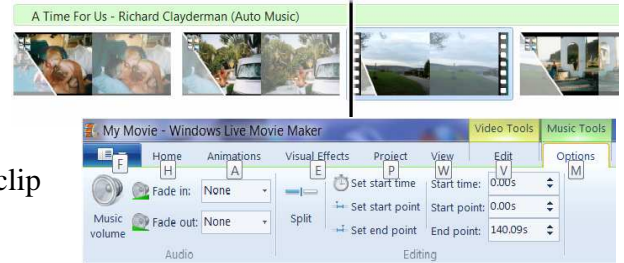 A Time For Us - Richard Clayderman (Auto Music)
My Movie - Windows Live Movie Maker
Video Tools
Music Tools
F
Home
Animations
Visual Effects
Project
View
Edit
Options
H
A
E
P
W
V
M
clip
Music volume
Fade in: None
Fade out: None
Audio
Split
Set start time
Set start point
Set end point
Start time: 0.00s
Start point: 0.00s
End point: 140.09s
Editing